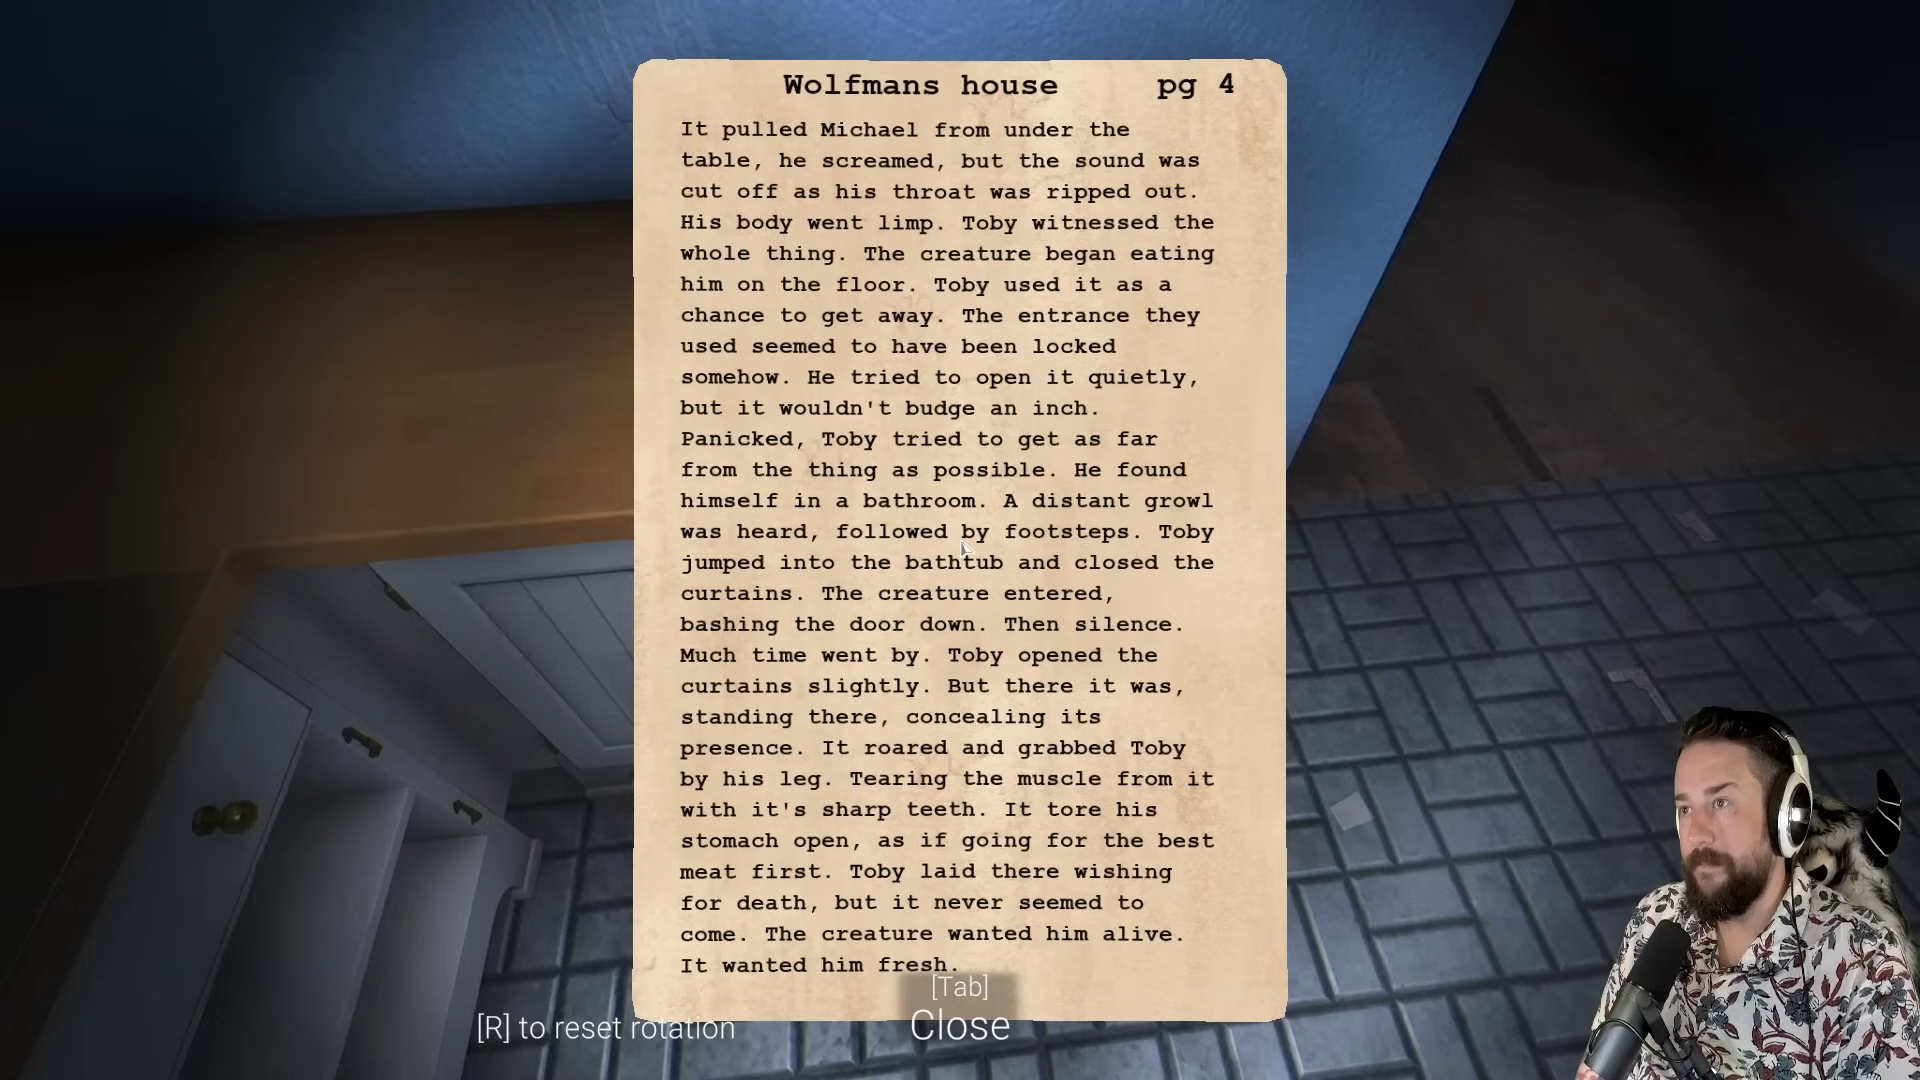 Wolfmans house pg 4
It pulled Michael from under the
table, he screamed, but the sound was
cut off as his throat was ripped out.
His body went limp. Toby witnessed the
whole thing. The creature began eating
him on the floor. Toby used it as a
chance to get away. The entrance they
used seemed to have been locked
somehow. He tried to open it quietly,
but it wouldn't budge an inch.
Panicked, Toby tried to get as far
from the thing as possible. He found
himself in a bathroom. A distant growl
was heard, followed by footsteps. Toby
jumped into the bathtub and closed the
curtains. The creature entered,
bashing the door down. Then silence.
Much time went by. Toby opened the
curtains slightly. But there it was,
standing there, concealing its
presence. It roared and grabbed Toby
by his leg. Tearing the muscle from it
with it's sharp teeth. It tore his
stomach open, as if going for the best
meat first. Toby laid there wishing
for death, but it never seemed to
come. The creature wanted him alive.
It wanted him fresh.
[Tab]
[R] to reset rotation
Close